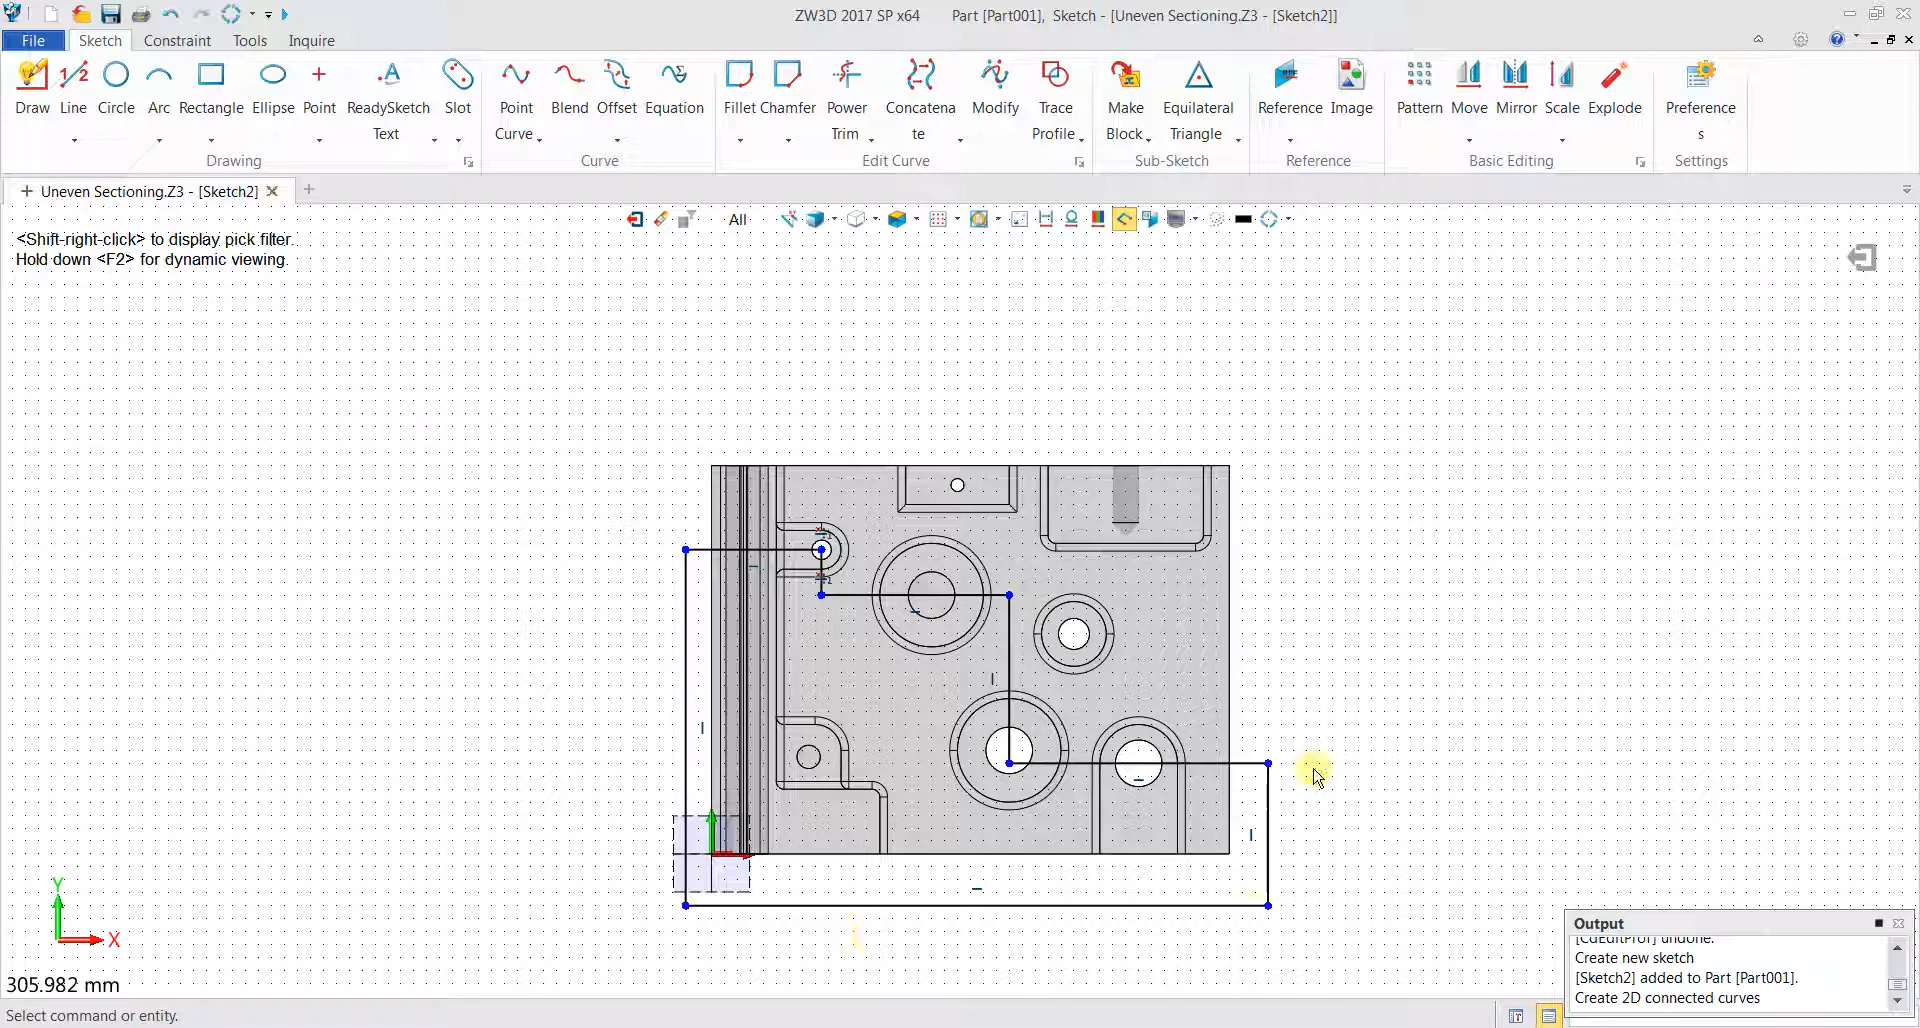 ZW3D 2017 SP x64 Part [Part001], Sketch - [Uneven Sectioning.Z3 - [Sketch2]]
File Sketch Constraint Tools Inquire
Draw Line Circle Arc Rectangle Ellipse Point ReadySketch Text Slot
Drawing
Point Curve Blend Offset Equation
Curve
Fillet Chamfer Power Trim Concatena te Modify Trace Profile
Edit Curve
Make Block Equilateral Triangle
Sub-Sketch
Reference Image
Reference
Pattern Move Mirror Scale Explode
Basic Editing
Preference s
Settings
Uneven Sectioning.Z3 - [Sketch2]
All
<Shift-right-click> to display pick filter.
Hold down <F2> for dynamic viewing.
Y
X
305.982 mm
Output
[CdEditProf] undone.
Create new sketch
[Sketch2] added to Part [Part001].
Create 2D connected curves
Select command or entity.